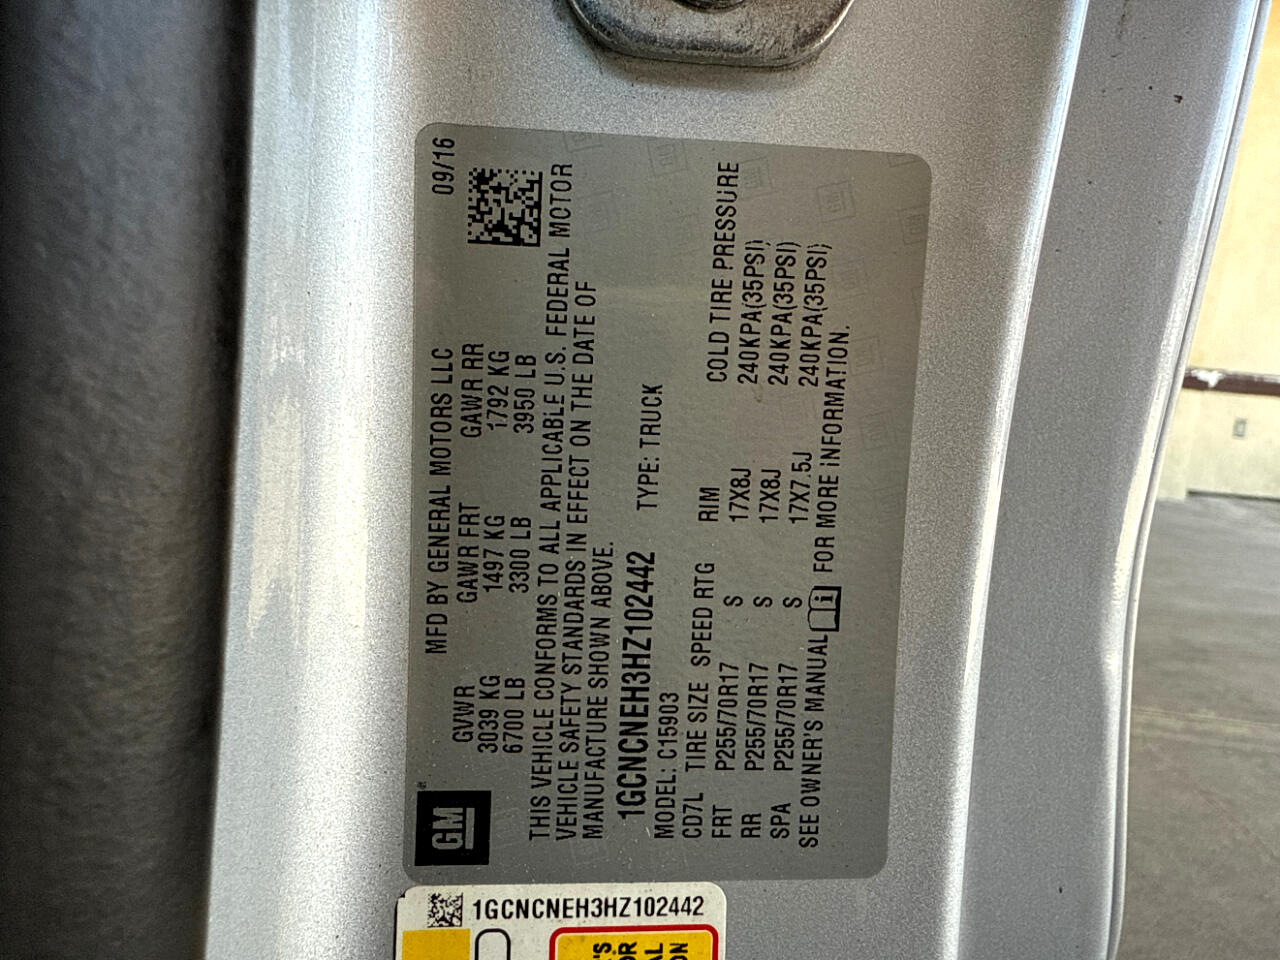 GM
MFD BY GENERAL MOTORS LLC 09/16
GVWR GAWR FRT GAWR RR
3039 KG 1497 KG 1792 KG
6700 LB 3300 LB 3950 LB
THIS VEHICLE CONFORMS TO ALL APPLICABLE U.S. FEDERAL MOTOR
VEHICLE SAFETY STANDARDS IN EFFECT ON THE DATE OF
MANUFACTURE SHOWN ABOVE.
1GCNCNEH3HZ102442 TYPE: TRUCK
MODEL: C15903
CD7L TIRE SIZE SPEED RTG RIM COLD TIRE PRESSURE
FRT P255/70R17 S 17X8J 240KPA(35PSI)
RR P255/70R17 S 17X8J 240KPA(35PSI)
SPA P255/70R17 S 17X7.5J 240KPA(35PSI)
SEE OWNER'S MANUAL i FOR MORE INFORMATION.
1GCNCNEH3HZ102442